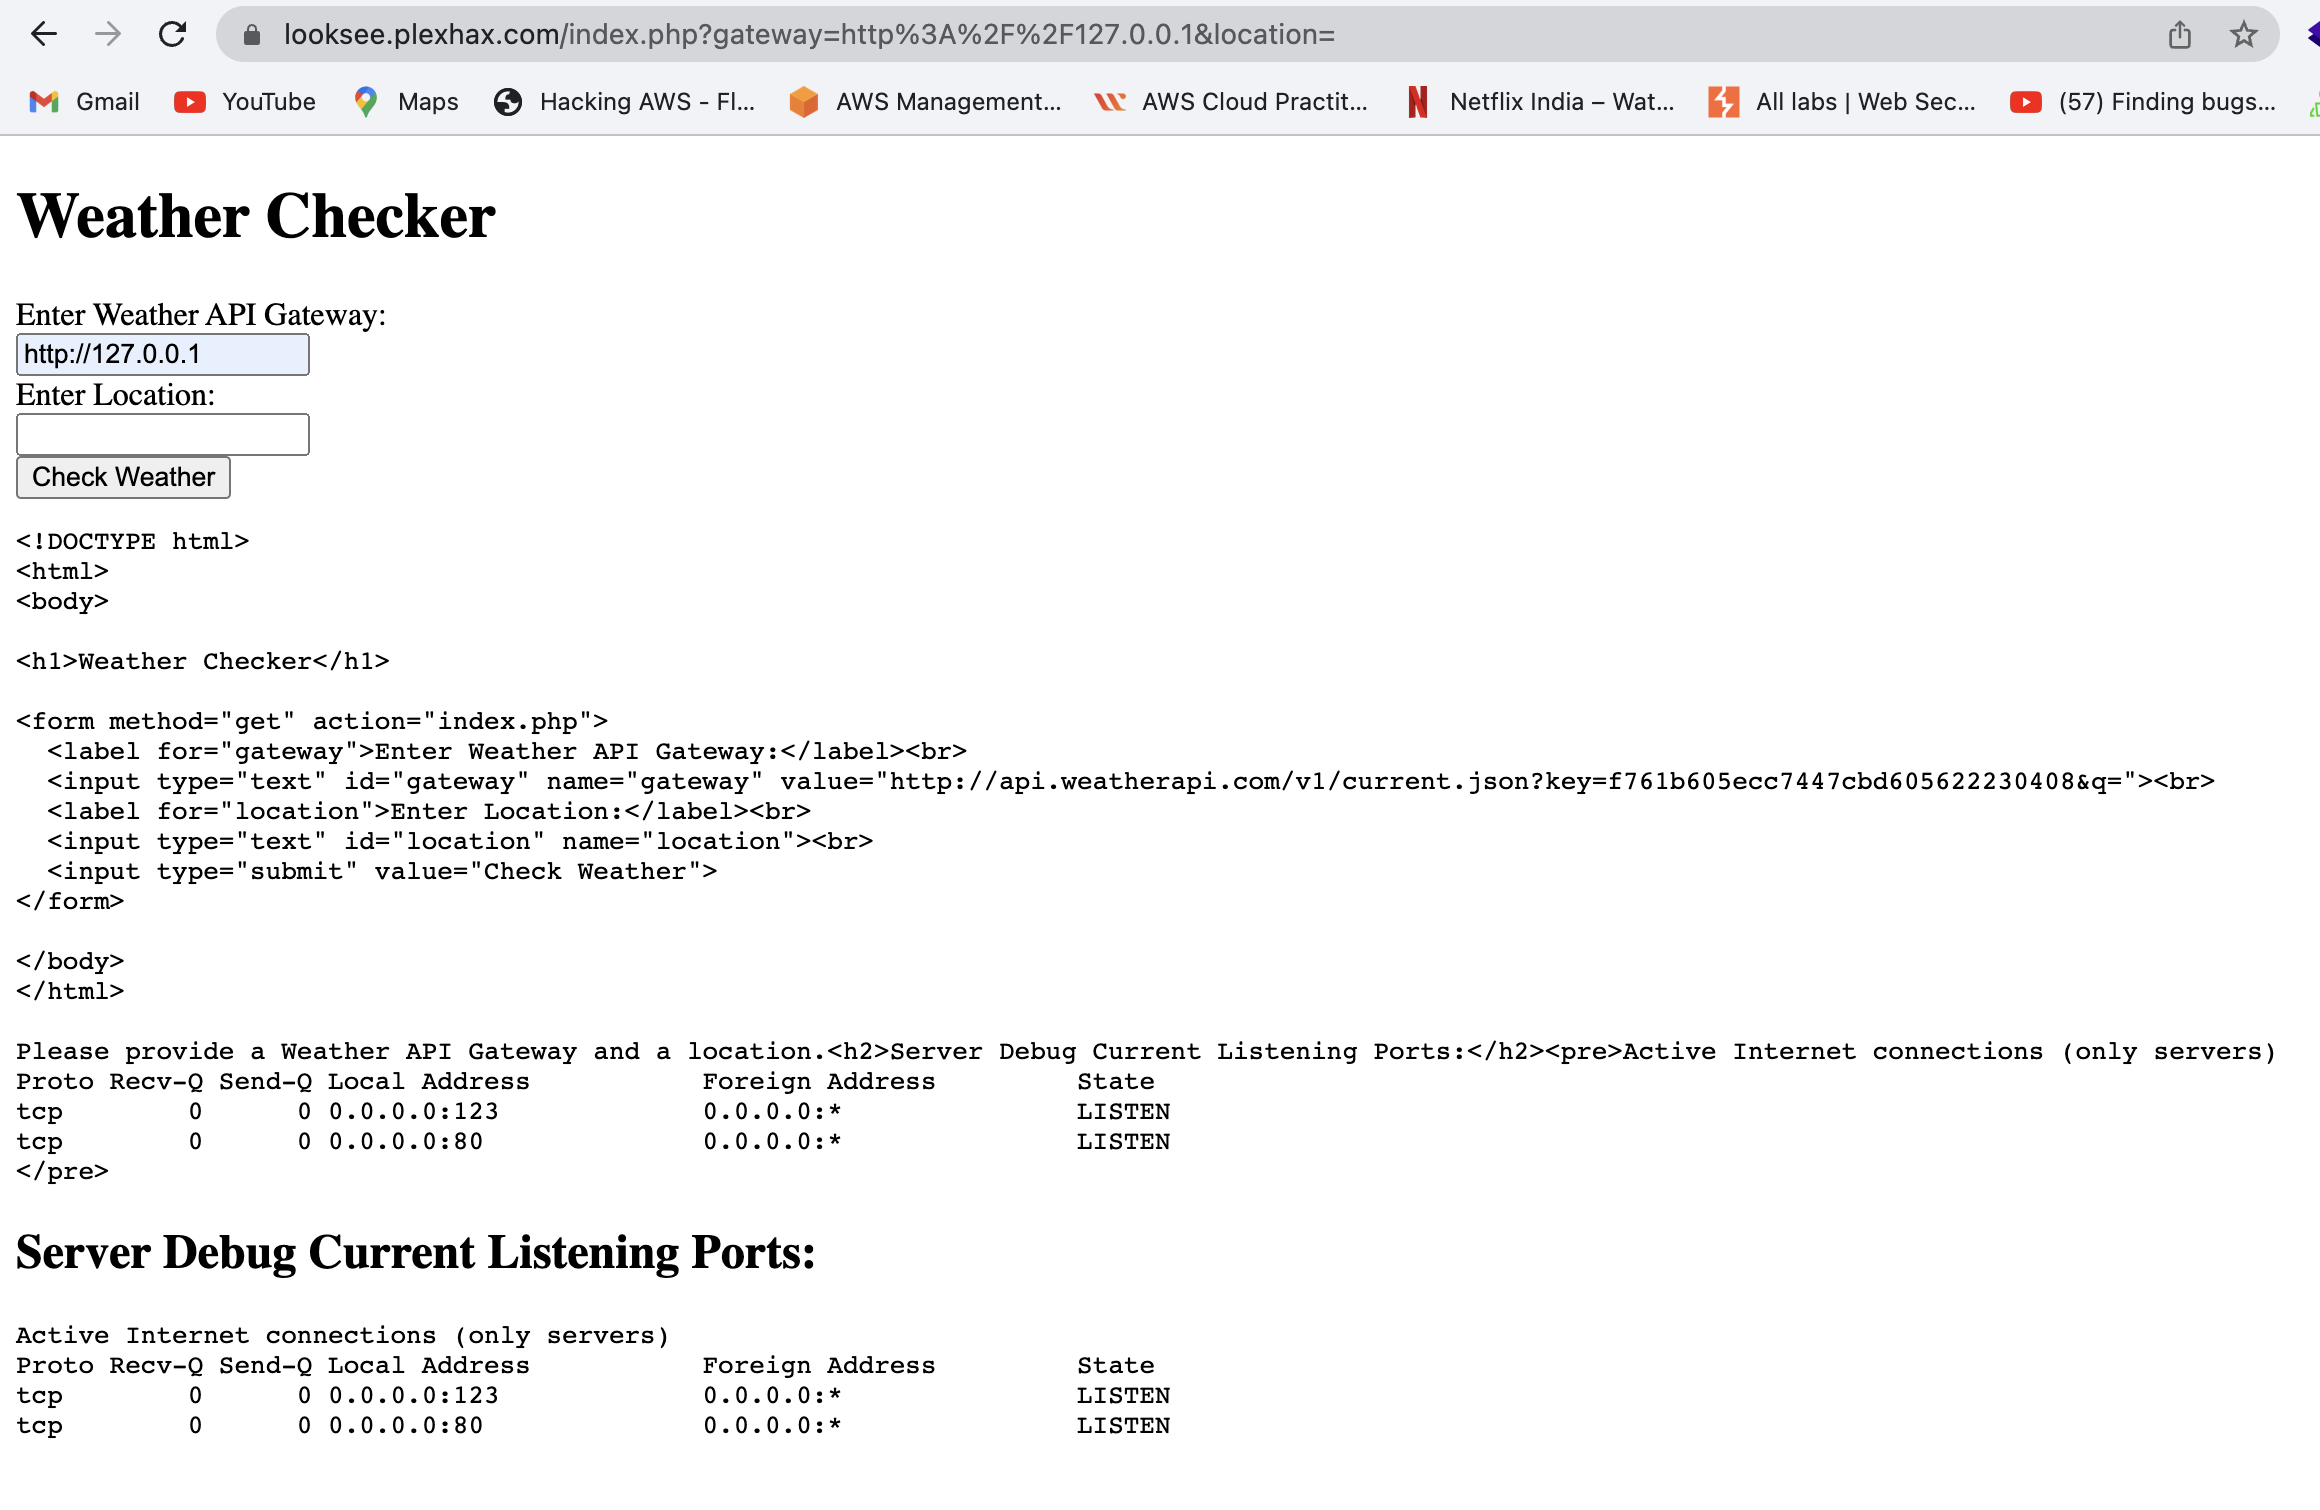 looksee.plexhax.com/index.php?gateway=http%3A%2F%2F127.0.0.1&location=
Gmail YouTube Maps Hacking AWS - Fl... AWS Management... AWS Cloud Practit... Netflix India – Wat... All labs | Web Sec... (57) Finding bugs...
Weather Checker
Enter Weather API Gateway:
http://127.0.0.1
Enter Location:
Check Weather
<!DOCTYPE html>
<html>
<body>
<h1>Weather Checker</h1>
<form method="get" action="index.php">
  <label for="gateway">Enter Weather API Gateway:</label><br>
  <input type="text" id="gateway" name="gateway" value="http://api.weatherapi.com/v1/current.json?key=f761b605ecc7447cbd605622230408&q="><br>
  <label for="location">Enter Location:</label><br>
  <input type="text" id="location" name="location"><br>
  <input type="submit" value="Check Weather">
</form>
</body>
</html>
Please provide a Weather API Gateway and a location.<h2>Server Debug Current Listening Ports:</h2><pre>Active Internet connections (only servers)
Proto Recv-Q Send-Q Local Address           Foreign Address         State
tcp        0      0 0.0.0.0:123             0.0.0.0:*               LISTEN
tcp        0      0 0.0.0.0:80              0.0.0.0:*               LISTEN
</pre>
Server Debug Current Listening Ports:
Active Internet connections (only servers)
Proto Recv-Q Send-Q Local Address           Foreign Address         State
tcp        0      0 0.0.0.0:123             0.0.0.0:*               LISTEN
tcp        0      0 0.0.0.0:80              0.0.0.0:*               LISTEN